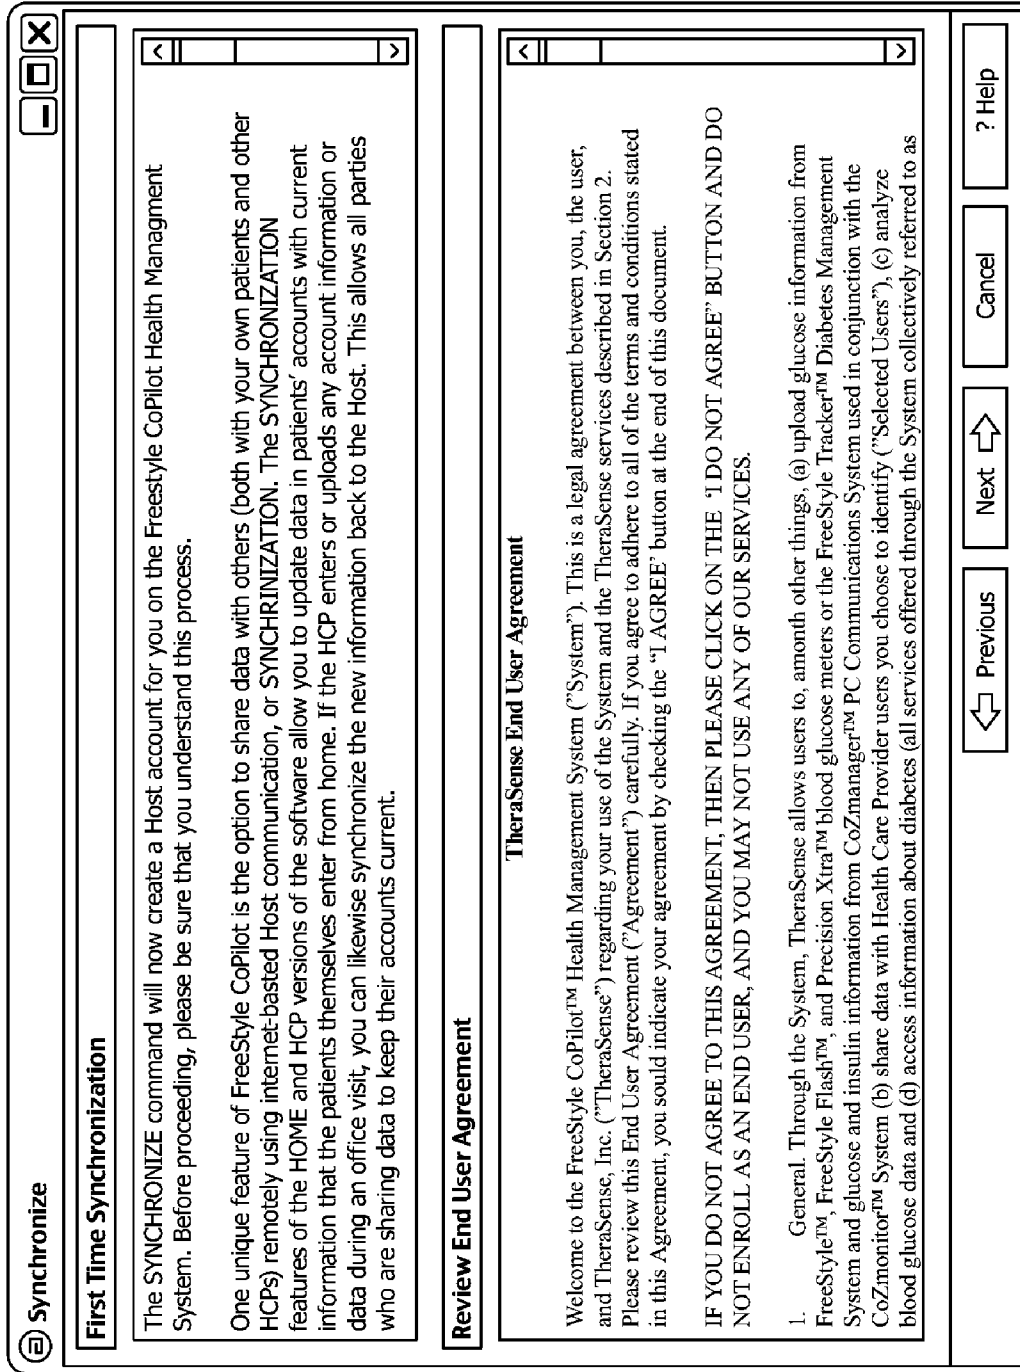 @ Synchronize
First Time Synchronization
The SYNCHRONIZE command will now create a Host account for you on the Freestyle CoPilot Health Managment
System. Before proceeding, please be sure that you understand this process.
One unique feature of FreeStyle CoPilot is the option to share data with others (both with your own patients and other
HCPs) remotely using internet-basted Host communication, or SYNCHRINIZATION. The SYNCHRONIZATION
features of the HOME and HCP versions of the software allow you to update data in patients’ accounts with current
information that the patients themselves enter from home. If the HCP enters or uploads any account information or
data during an office visit, you can likewise synchronize the new information back to the Host. This allows all parties
who are sharing data to keep their accounts current.
Review End User Agreement
TheraSense End User Agreement
Welcome to the FreeStyle CoPilot™ Health Management System (”System”). This is a legal agreement between you, the user,
and TheraSense, Inc. (”TheraSense”) regarding your use of the System and the TheraSense services described in Section 2.
Please review this End User Agreement (”Agreement”) carefully. If you agree to adhere to all of the terms and conditions stated
in this Agreement, you sould indicate your agreement by checking the “I AGREE’ button at the end of this document.
IF YOU DO NOT AGREE TO THIS AGREEMENT, THEN PLEASE CLICK ON THE ‘I DO NOT AGREE” BUTTON AND DO
NOT ENROLL AS AN END USER, AND YOU MAY NOT USE ANY OF OUR SERVICES.
1. General. Through the System, TheraSense allows users to, amonth other things, (a) upload glucose information from
FreeStyle™, FreeStyle Flash™, and Precision Xtra™ blood glucose meters or the FreeStyle Tracker™ Diabetes Management
System and glucose and insulin information from CoZmanager™ PC Communications System used in conjunction with the
CoZmonitor™ System (b) share data with Health Care Provider users you choose to identify (”Selected Users”), (c) analyze
blood glucose data and (d) access information about diabetes (all services offered through the System collectively referred to as
Previous
Next
Cancel
? Help